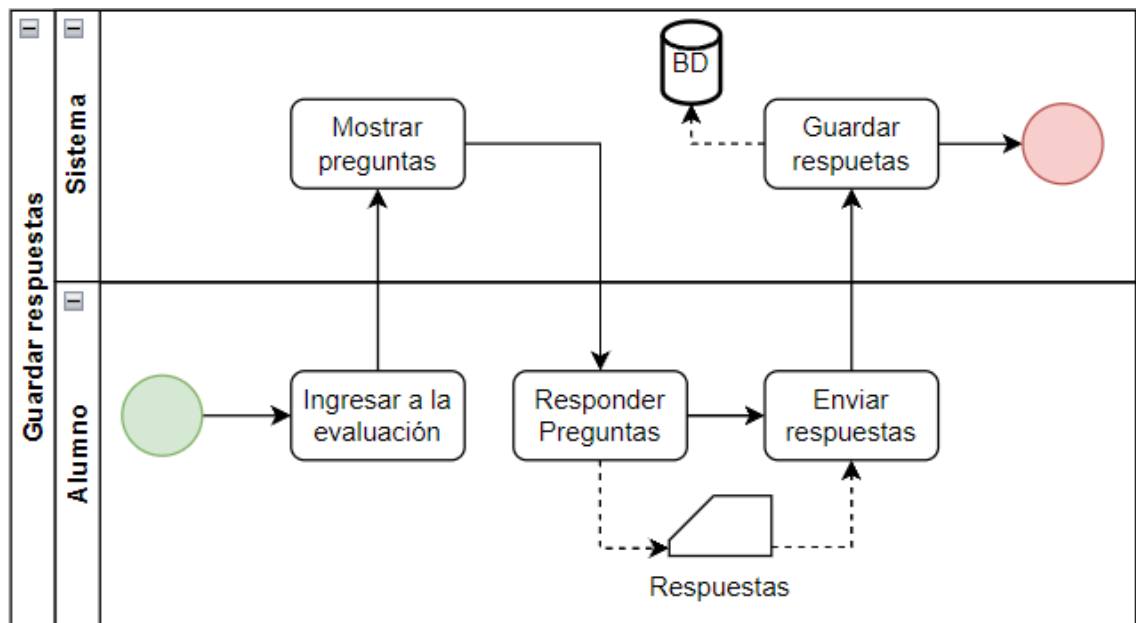 Guardar respuestas
Sistema
Alumno
BD
Mostrar
preguntas
Guardar
respuetas
Ingresar a la
evaluación
Responder
Preguntas
Enviar
respuestas
Respuestas